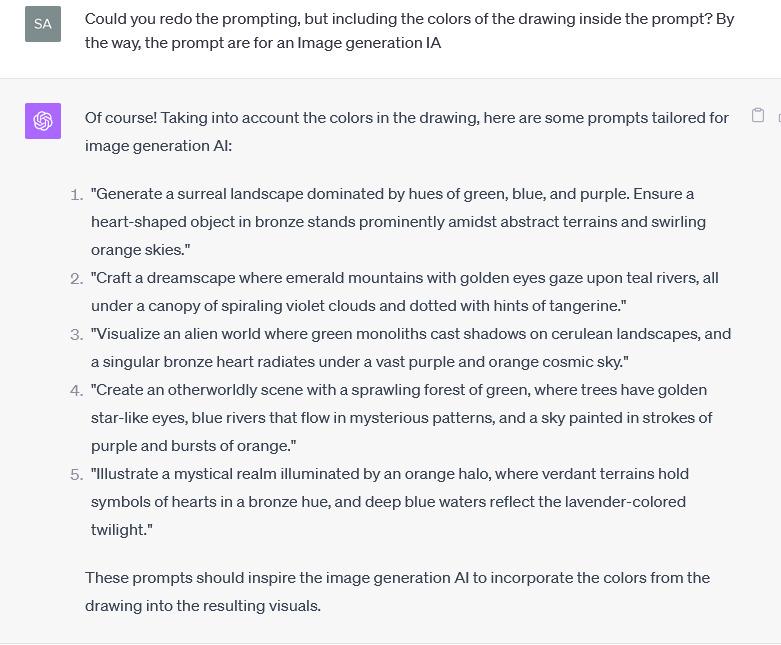 SA
Could you redo the prompting, but including the colors of the drawing inside the prompt? By
the way, the prompt are for an Image generation IA
Of course! Taking into account the colors in the drawing, here are some prompts tailored for
image generation AI:
1. "Generate a surreal landscape dominated by hues of green, blue, and purple. Ensure a
heart-shaped object in bronze stands prominently amidst abstract terrains and swirling
orange skies."
2. "Craft a dreamscape where emerald mountains with golden eyes gaze upon teal rivers, all
under a canopy of spiraling violet clouds and dotted with hints of tangerine."
3. "Visualize an alien world where green monoliths cast shadows on cerulean landscapes, and
a singular bronze heart radiates under a vast purple and orange cosmic sky."
4. "Create an otherworldly scene with a sprawling forest of green, where trees have golden
star-like eyes, blue rivers that flow in mysterious patterns, and a sky painted in strokes of
purple and bursts of orange."
5. "Illustrate a mystical realm illuminated by an orange halo, where verdant terrains hold
symbols of hearts in a bronze hue, and deep blue waters reflect the lavender-colored
twilight."
These prompts should inspire the image generation AI to incorporate the colors from the
drawing into the resulting visuals.